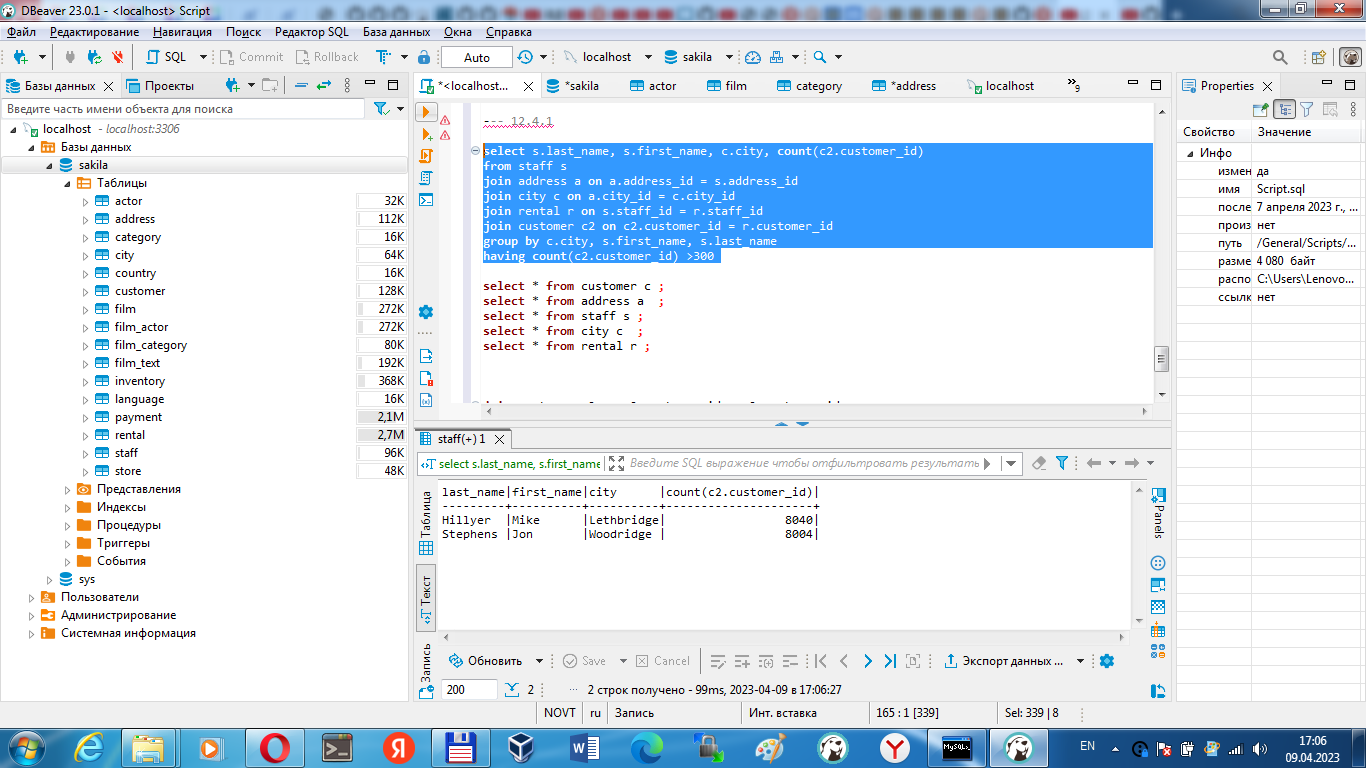 DBeaver 23.0.1 - <localhost> Script
Файл Редактирование Навигация Поиск Редактор SQL База данных Окна Справка
SQL Commit Rollback Auto localhost sakila
Базы данных Проекты
Введите часть имени объекта для поиска
localhost - localhost:3306
Базы данных
sakila
Таблицы
actor 32K
address 112K
category 16K
city 64K
country 16K
customer 128K
film 272K
film_actor 272K
film_category 80K
film_text 192K
inventory 368K
language 16K
payment 2,1M
rental 2,7M
staff 96K
store 48K
Представления
Индексы
Процедуры
Триггеры
События
sys
Пользователи
Администрирование
Системная информация
*<localhost... *sakila actor film category *address localhost »9
--- 12.4.1
select s.last_name, s.first_name, c.city, count(c2.customer_id)
from staff s
join address a on a.address_id = s.address_id
join city c on a.city_id = c.city_id
join rental r on s.staff_id = r.staff_id
join customer c2 on c2.customer_id = r.customer_id
group by c.city, s.first_name, s.last_name
having count(c2.customer_id) >300
select * from customer c ;
select * from address a  ;
select * from staff s ;
select * from city c  ;
select * from rental r ;
staff(+) 1
select s.last_name, s.first_name Введите SQL выражение чтобы отфильтровать результаты
Таблица
Текст
Запись
last_name|first_name|city      |count(c2.customer_id)|
---------+----------+----------+---------------------+
Hillyer  |Mike      |Lethbridge|                 8040|
Stephens |Jon       |Woodridge |                 8004|
Panels
Обновить Save Cancel Экспорт данных ...
200 2 ... 2 строк получено - 99ms, 2023-04-09 в 17:06:27
Properties
Свойство Значение
Инфо
измен да
имя Script.sql
после 7 апреля 2023 г., ...
произ нет
путь /General/Scripts/...
разме 4 080 байт
распо C:\Users\Lenovo...
ссылк нет
NOVT ru Запись Инт. вставка 165 : 1 [339] Sel: 339 | 8
EN 17:06
09.04.2023